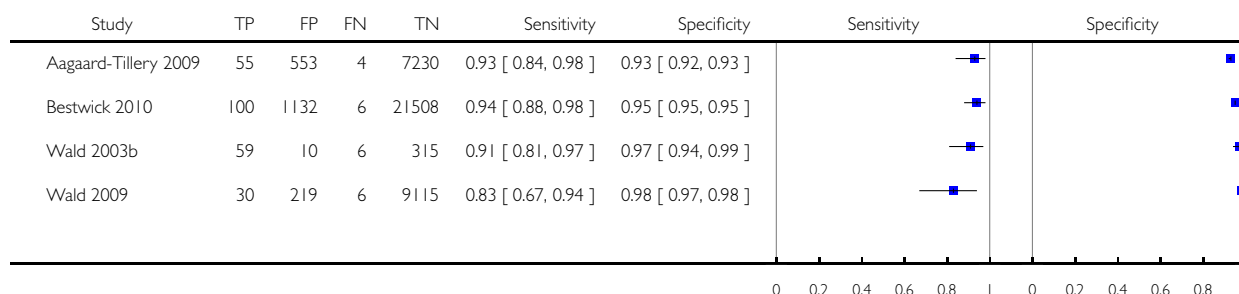 Study TP FP FN TN Sensitivity Specificity Sensitivity Specificity
Aagaard-Tillery 2009 55 553 4 7230 0.93 [ 0.84, 0.98 ] 0.93 [ 0.92, 0.93 ]
Bestwick 2010 100 1132 6 21508 0.94 [ 0.88, 0.98 ] 0.95 [ 0.95, 0.95 ]
Wald 2003b 59 10 6 315 0.91 [ 0.81, 0.97 ] 0.97 [ 0.94, 0.99 ]
Wald 2009 30 219 6 9115 0.83 [ 0.67, 0.94 ] 0.98 [ 0.97, 0.98 ]
0 0.2 0.4 0.6 0.8 1 0 0.2 0.4 0.6 0.8